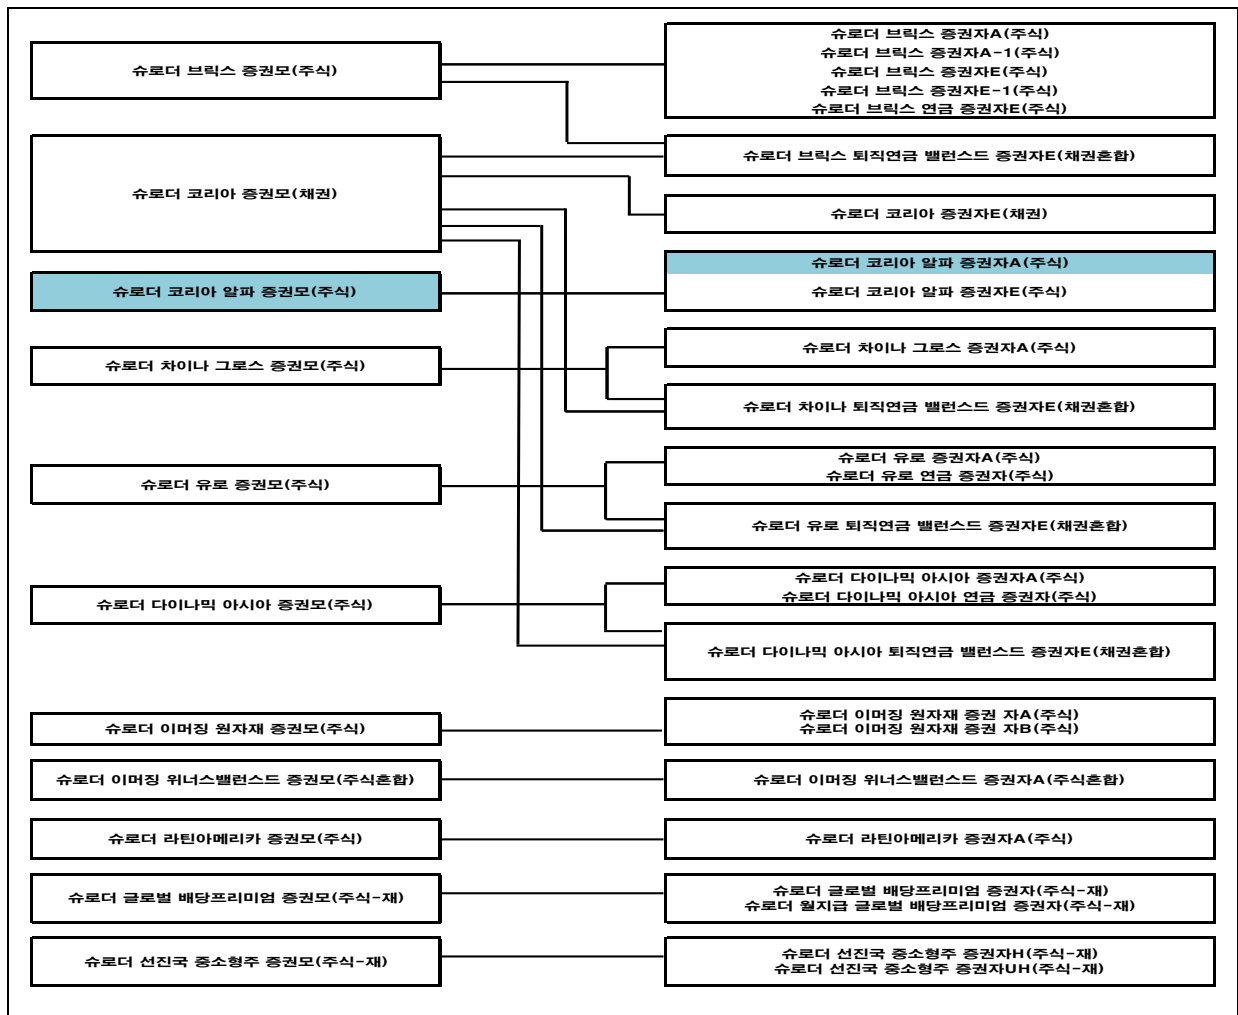 슈로더 브릭스 증권모(주식)
슈로더 코리아 증권모(채권)
슈로더 코리아 알파 증권모(주식)
슈로더 차이나 그로스 증권모(주식)
슈로더 유로 증권모(주식)
슈로더 다이나믹 아시아 증권모(주식)
슈로더 이머징 원자재 증권모(주식)
슈로더 이머징 위너스밸런스드 증권모(주식혼합)
슈로더 라틴아메리카 증권모(주식)
슈로더 글로벌 배당프리미엄 증권모(주식-재)
슈로더 선진국 중소형주 증권모(주식-재)
슈로더 브릭스 증권자A(주식)
슈로더 브릭스 증권자A-1(주식)
슈로더 브릭스 증권자E(주식)
슈로더 브릭스 증권자E-1(주식)
슈로더 브릭스 연금 증권자E(주식)
슈로더 브릭스 퇴직연금 밸런스드 증권자E(채권혼합)
슈로더 코리아 증권자E(채권)
슈로더 코리아 알파 증권자A(주식)
슈로더 코리아 알파 증권자E(주식)
슈로더 차이나 그로스 증권자A(주식)
슈로더 차이나 퇴직연금 밸런스드 증권자E(채권혼합)
슈로더 유로 증권자A(주식)
슈로더 유로 연금 증권자(주식)
슈로더 유로 퇴직연금 밸런스드 증권자E(채권혼합)
슈로더 다이나믹 아시아 증권자A(주식)
슈로더 다이나믹 아시아 연금 증권자(주식)
슈로더 다이나믹 아시아 퇴직연금 밸런스드 증권자E(채권혼합)
슈로더 이머징 원자재 증권 자A(주식)
슈로더 이머징 원자재 증권 자B(주식)
슈로더 이머징 위너스밸런스드 증권자A(주식혼합)
슈로더 라틴아메리카 증권자A(주식)
슈로더 글로벌 배당프리미엄 증권자(주식-재)
슈로더 월지급 글로벌 배당프리미엄 증권자(주식-재)
슈로더 선진국 중소형주 증권자H(주식-재)
슈로더 선진국 중소형주 증권자UH(주식-재)